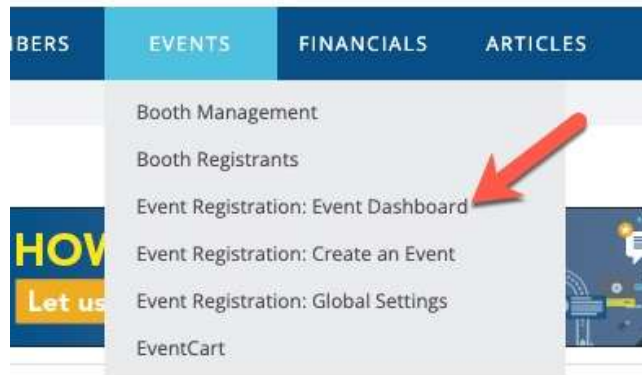 IBERS EVENTS FINANCIALS ARTICLES
Booth Management
Booth Registrants
Event Registration: Event Dashboard
HOW
Event Registration: Create an Event
Let us
Event Registration: Global Settings
EventCart